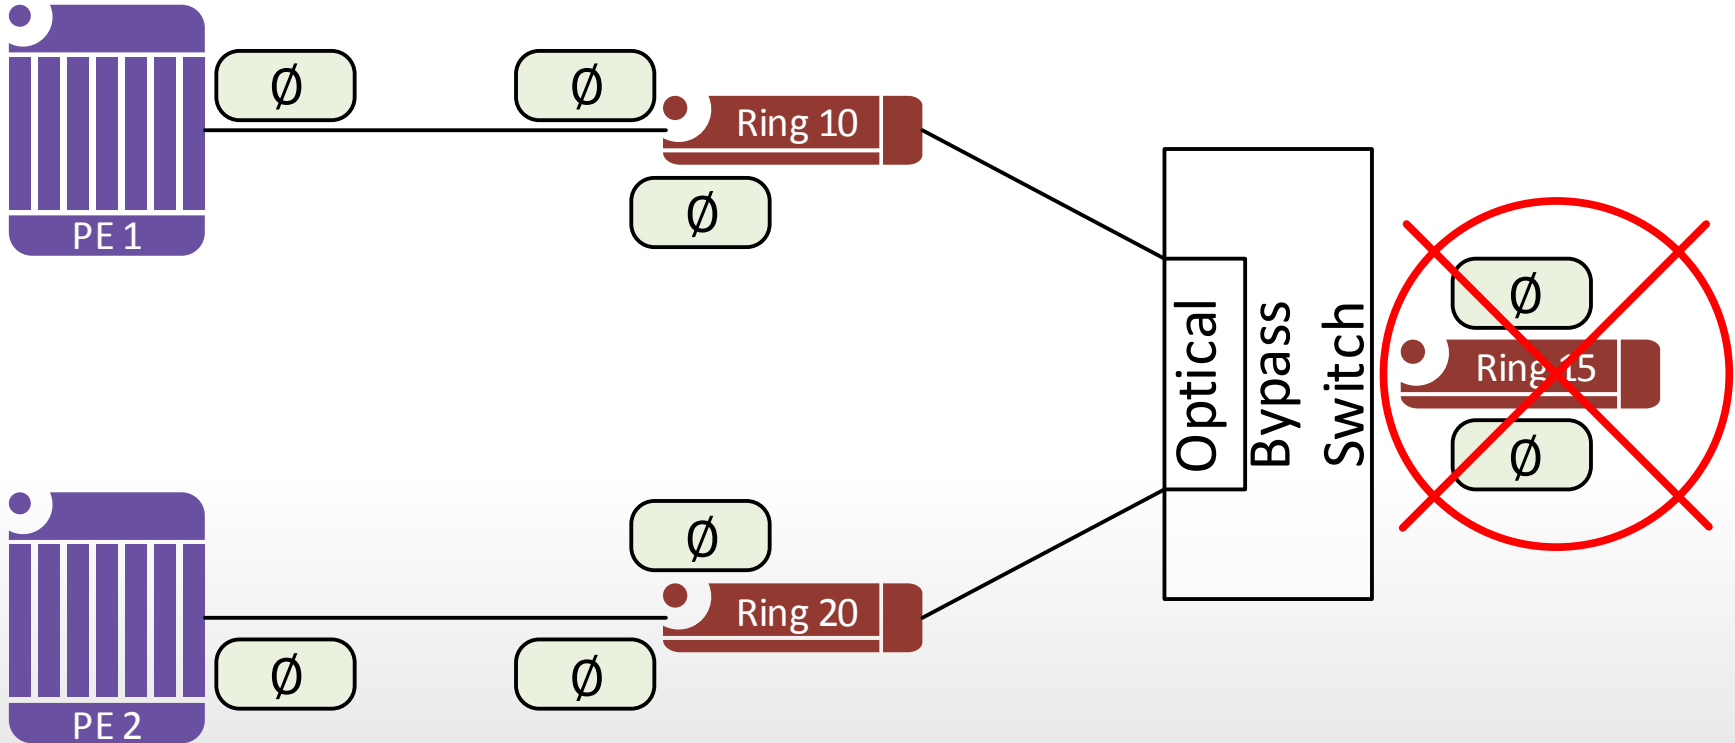 Ø
Ø
Ring 10
Ø
PE 1
Optical
Bypass
Switch
Ø
Ring 15
Ø
Ø
Ring 20
Ø
Ø
PE 2